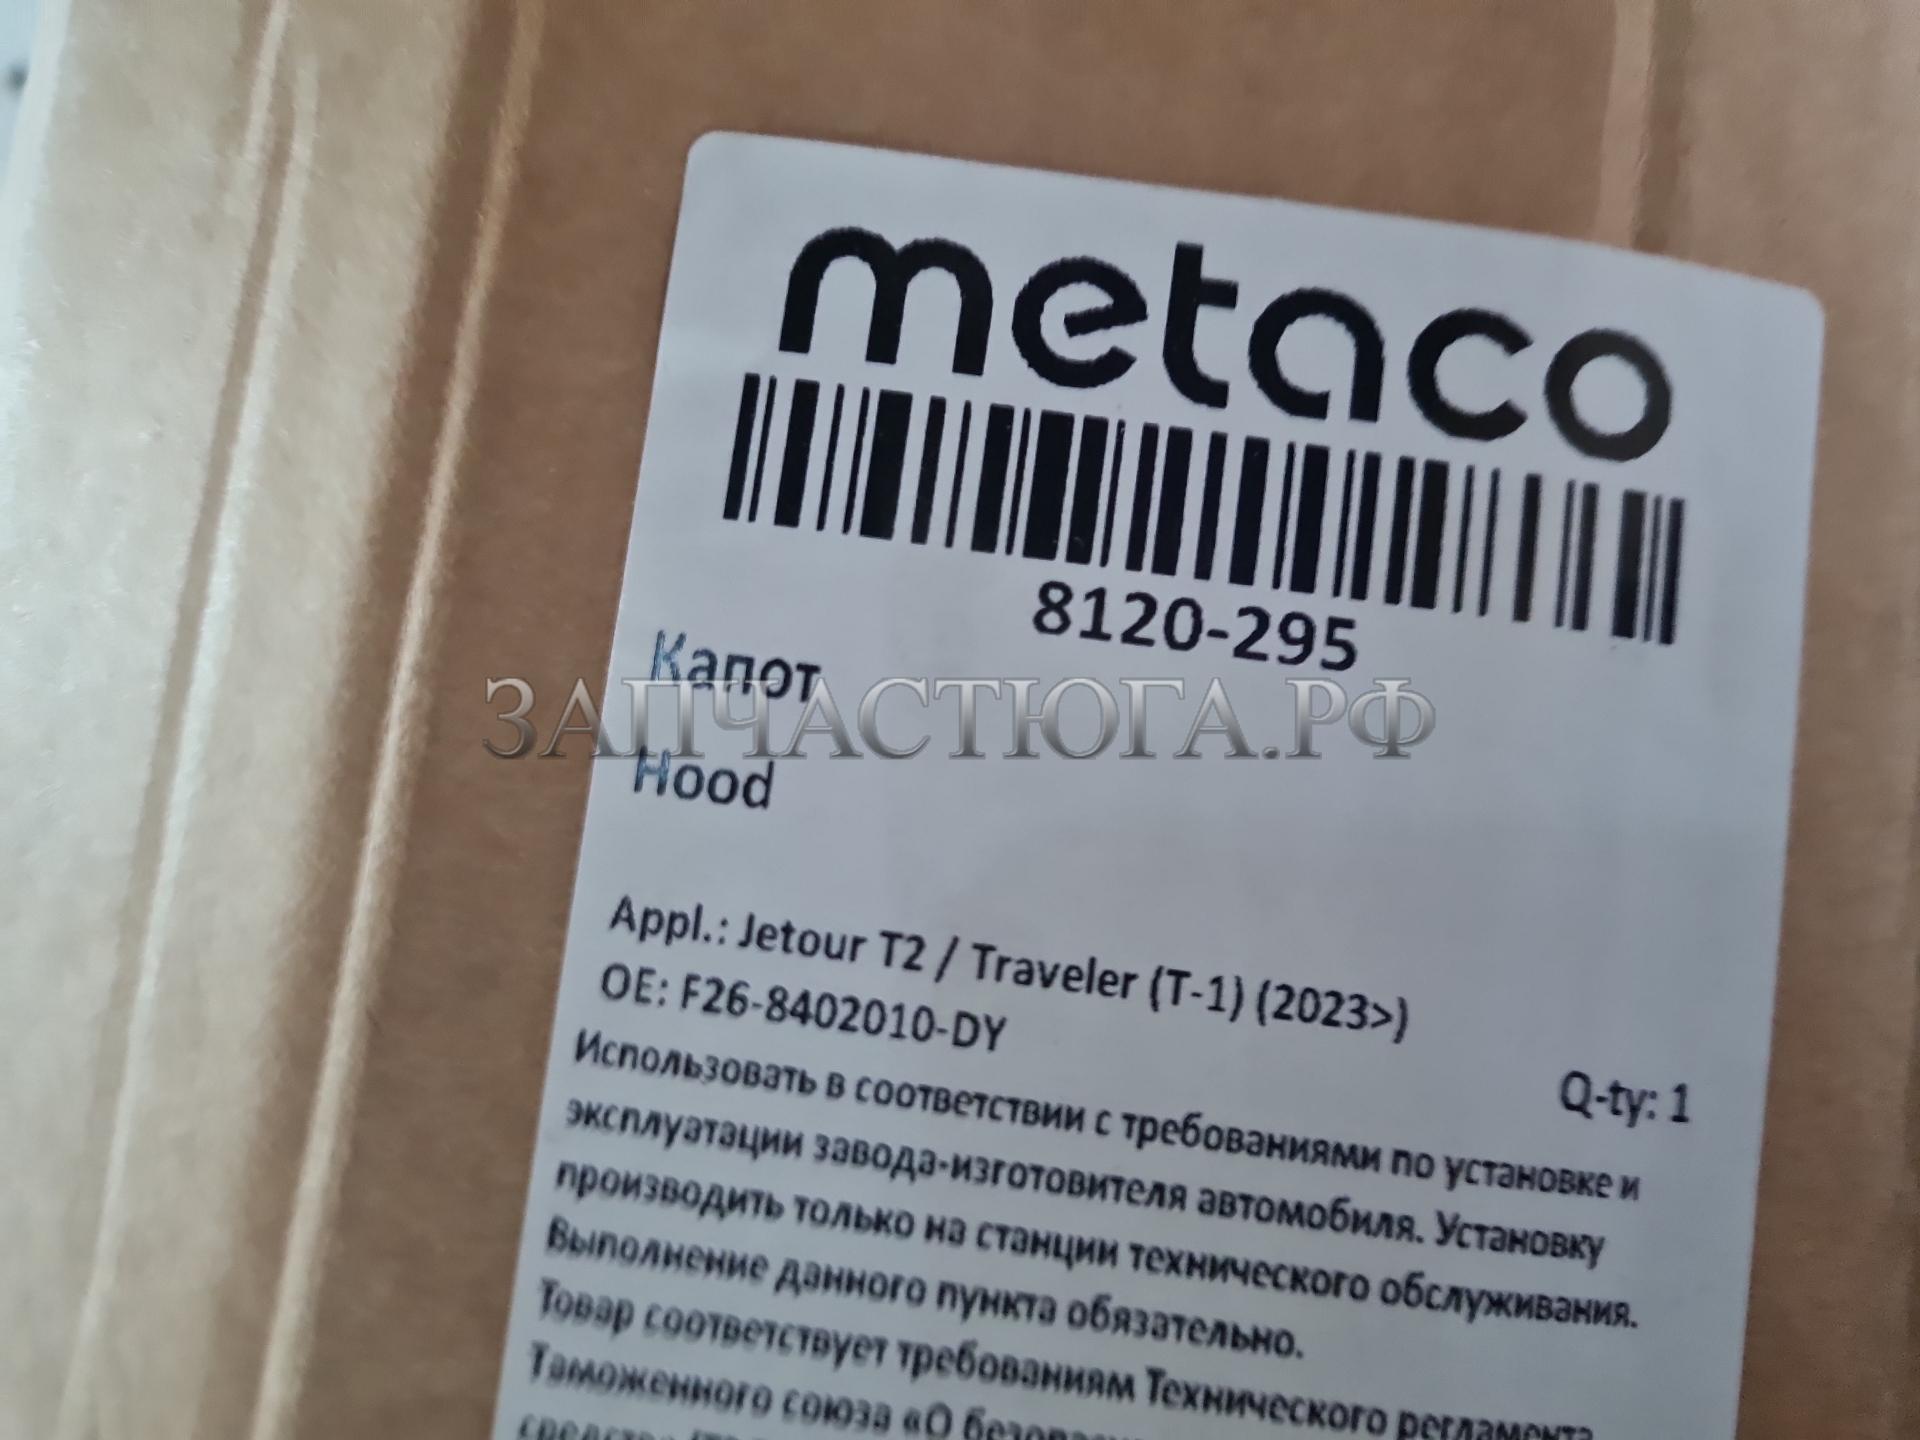 metaco
8120-295
Капот
ЗАПЧАСТЮГА.РФ
Hood
Appl.: Jetour T2 / Traveler (T-1) (2023>)
OE: F26-8402010-DY
Q-ty: 1
Использовать в соответствии с требованиями по установке и
эксплуатации завода-изготовителя автомобиля. Установку
производить только на станции технического обслуживания.
Выполнение данного пункта обязательно.
Товар соответствует требованиям Технического регламента
Таможенного союза «О